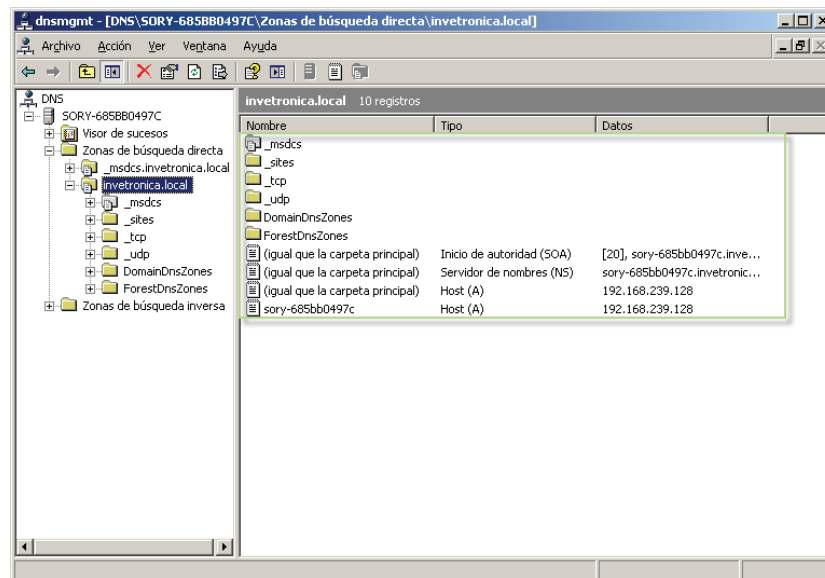 dnsmgmt - [DNS\SORY-685BB0497C\Zonas de búsqueda directa\invetronica.local]
Archivo Acción Ver Ventana Ayuda
DNS
SORY-685BB0497C
Visor de sucesos
Zonas de búsqueda directa
_msdcs.invetronica.local
invetronica.local
_msdcs
_sites
_tcp
_udp
DomainDnsZones
ForestDnsZones
Zonas de búsqueda inversa
invetronica.local 10 registros
Nombre Tipo Datos
_msdcs
_sites
_tcp
_udp
DomainDnsZones
ForestDnsZones
(igual que la carpeta principal) Inicio de autoridad (SOA) [20], sory-685bb0497c.inve...
(igual que la carpeta principal) Servidor de nombres (NS) sory-685bb0497c.invetronic...
(igual que la carpeta principal) Host (A) 192.168.239.128
sory-685bb0497c Host (A) 192.168.239.128